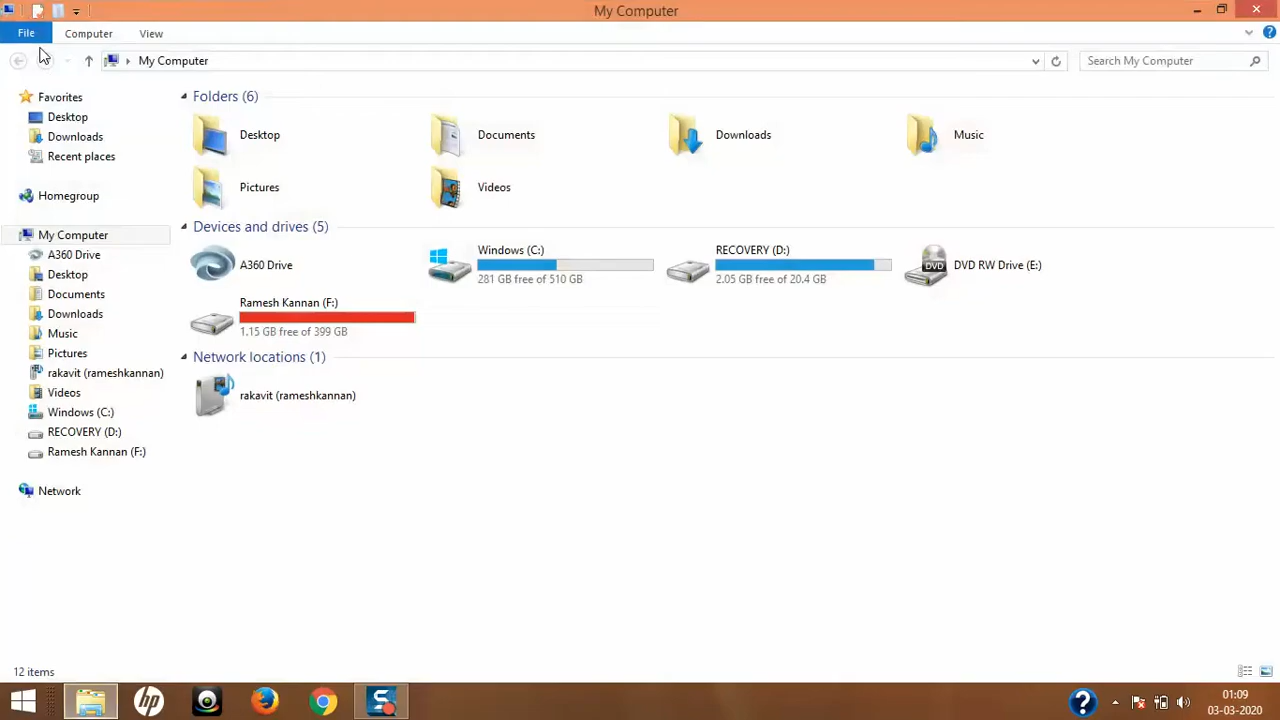 My Computer
File Computer View
My Computer
Search My Computer
Favorites
Desktop
Downloads
Recent places
Homegroup
My Computer
A360 Drive
Desktop
Documents
Downloads
Music
Pictures
rakavit (rameshkannan)
Videos
Windows (C:)
RECOVERY (D:)
Ramesh Kannan (F:)
Network
Folders (6)
Desktop Documents Downloads Music
Pictures Videos
Devices and drives (5)
A360 Drive
Windows (C:)
281 GB free of 510 GB
RECOVERY (D:)
2.05 GB free of 20.4 GB
DVD
DVD RW Drive (E:)
Ramesh Kannan (F:)
1.15 GB free of 399 GB
Network locations (1)
rakavit (rameshkannan)
12 items
hp
S
01:09
03-03-2020